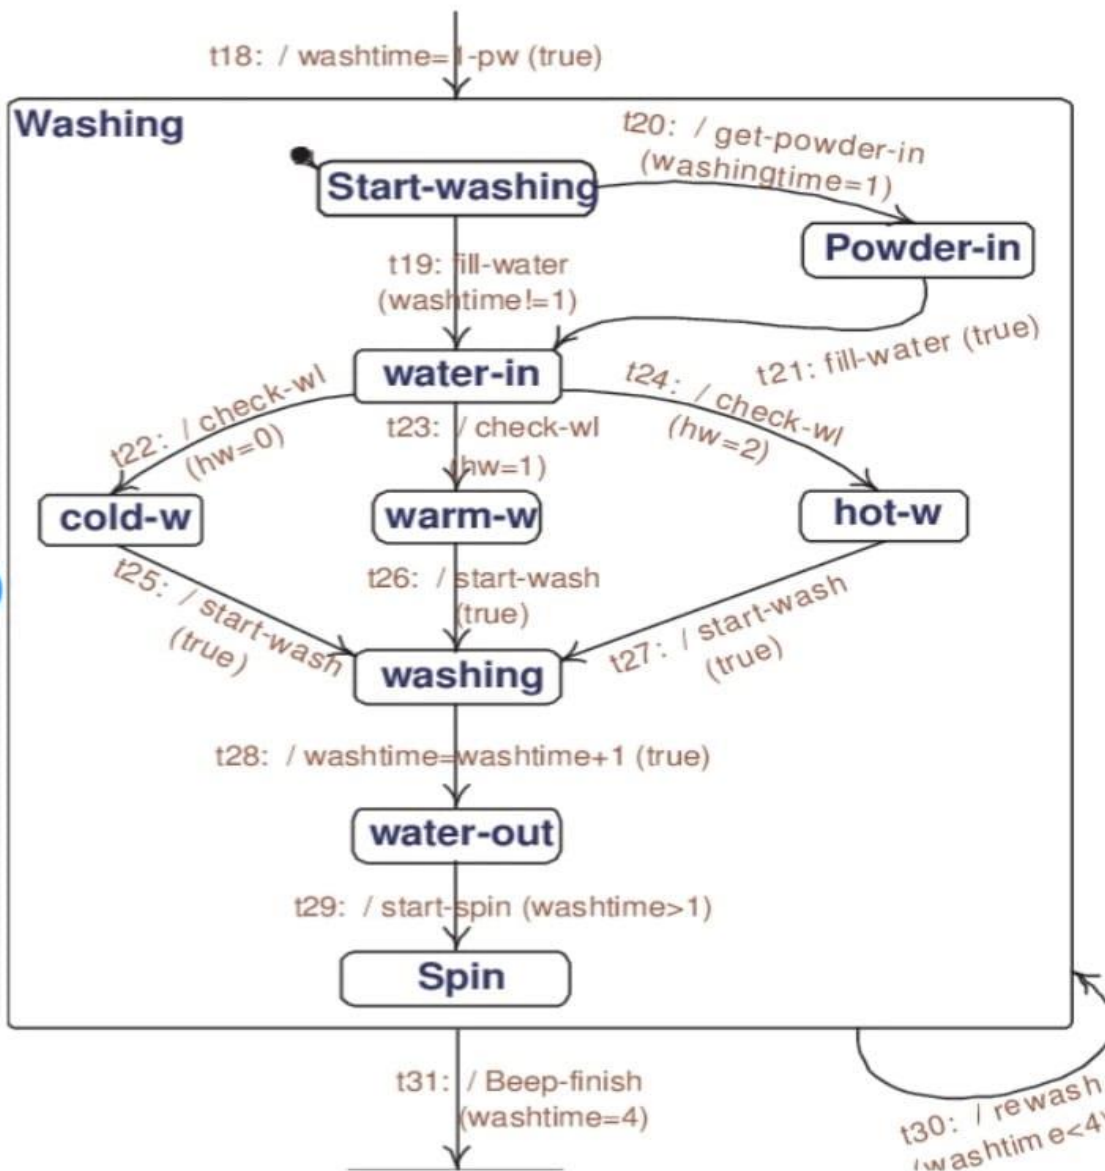 t18: / washtime=1-pw (true)
Washing
t20: / get-powder-in
(washingtime=1)
Start-washing
Powder-in
t19: fill-water
(washtime!=1)
t21: fill-water (true)
water-in
t22: / check-wl
(hw=0)
t23: / check-wl
(hw=1)
t24: / check-wl
(hw=2)
cold-w
warm-w
hot-w
t25: / start-wash
(true)
t26: / start-wash
(true)
t27: / start-wash
(true)
washing
t28: / washtime=washtime+1 (true)
water-out
t29: / start-spin (washtime>1)
Spin
t31: / Beep-finish
(washtime=4)
t30: / rewash
(washtime<4)